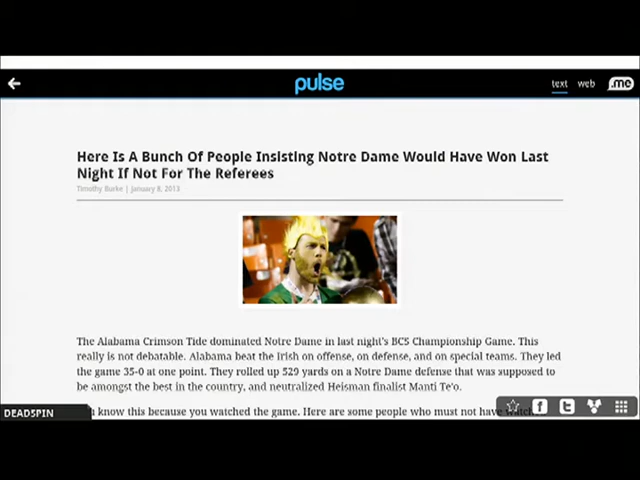 pulse
text web .me
Here Is A Bunch Of People Insisting Notre Dame Would Have Won Last
Night If Not For The Referees
Timothy Burke | January 8, 2013
The Alabama Crimson Tide dominated Notre Dame in last night's BCS Championship Game. This
really is not debatable. Alabama beat the Irish on offense, on defense, and on special teams. They led
the game 35-0 at one point. They rolled up 529 yards on a Notre Dame defense that was supposed to
be amongst the best in the country, and neutralized Heisman finalist Manti Te'o.
know this because you watched the game. Here are some people who must not have
DEADSPIN